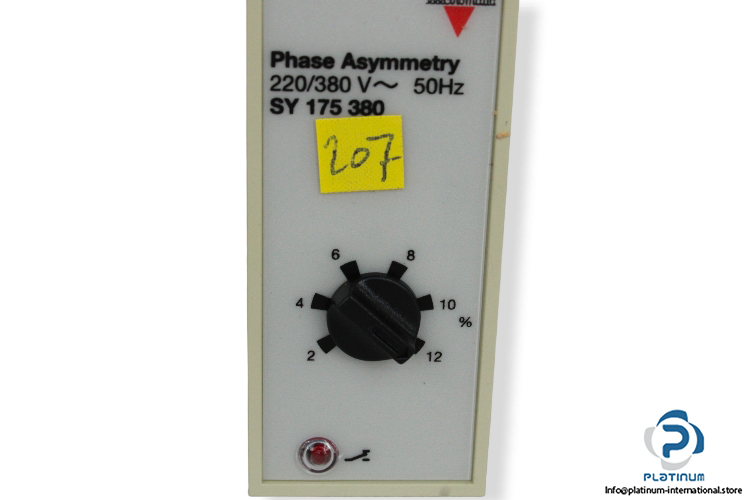 Phase Asymmetry
220/380 V～ 50Hz
SY 175 380
207
6 8
4 10
%
2 12
PLATINUM
Info@platinum-international.store